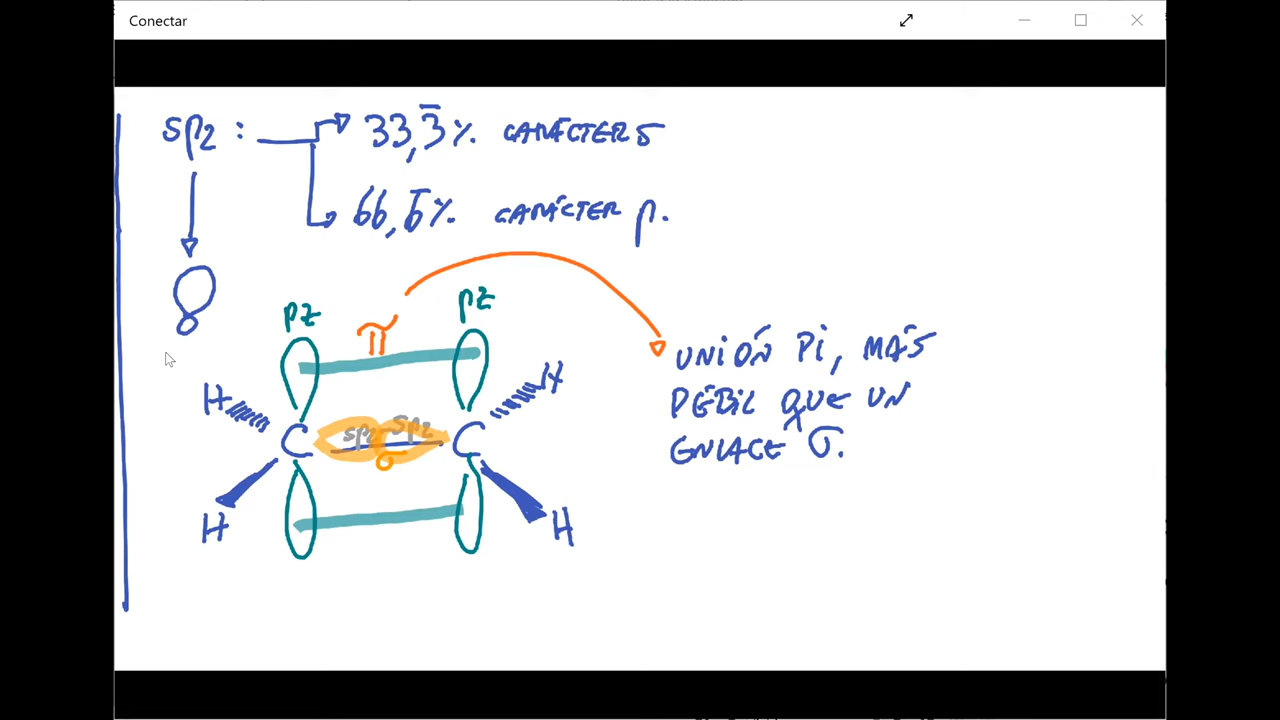 Conectar
sp2 : 33,3̅%. CARÁCTER S
66,6̅%. CARÁCTER p.
pz
pz
π
UNIÓN PI, MÁS
DÉBIL QUE UN
ENLACE σ.
H
H
sp2 sp2
C
C
σ
H
H